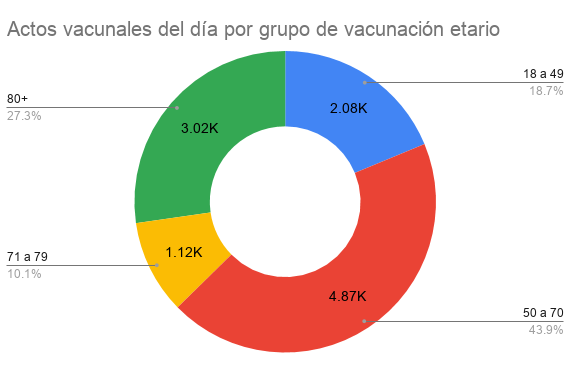 Actos vacunales del día por grupo de vacunación etario
18 a 49
18.7%
80+
27.3%
2.08K
3.02K
71 a 79
10.1%
1.12K
4.87K
50 a 70
43.9%